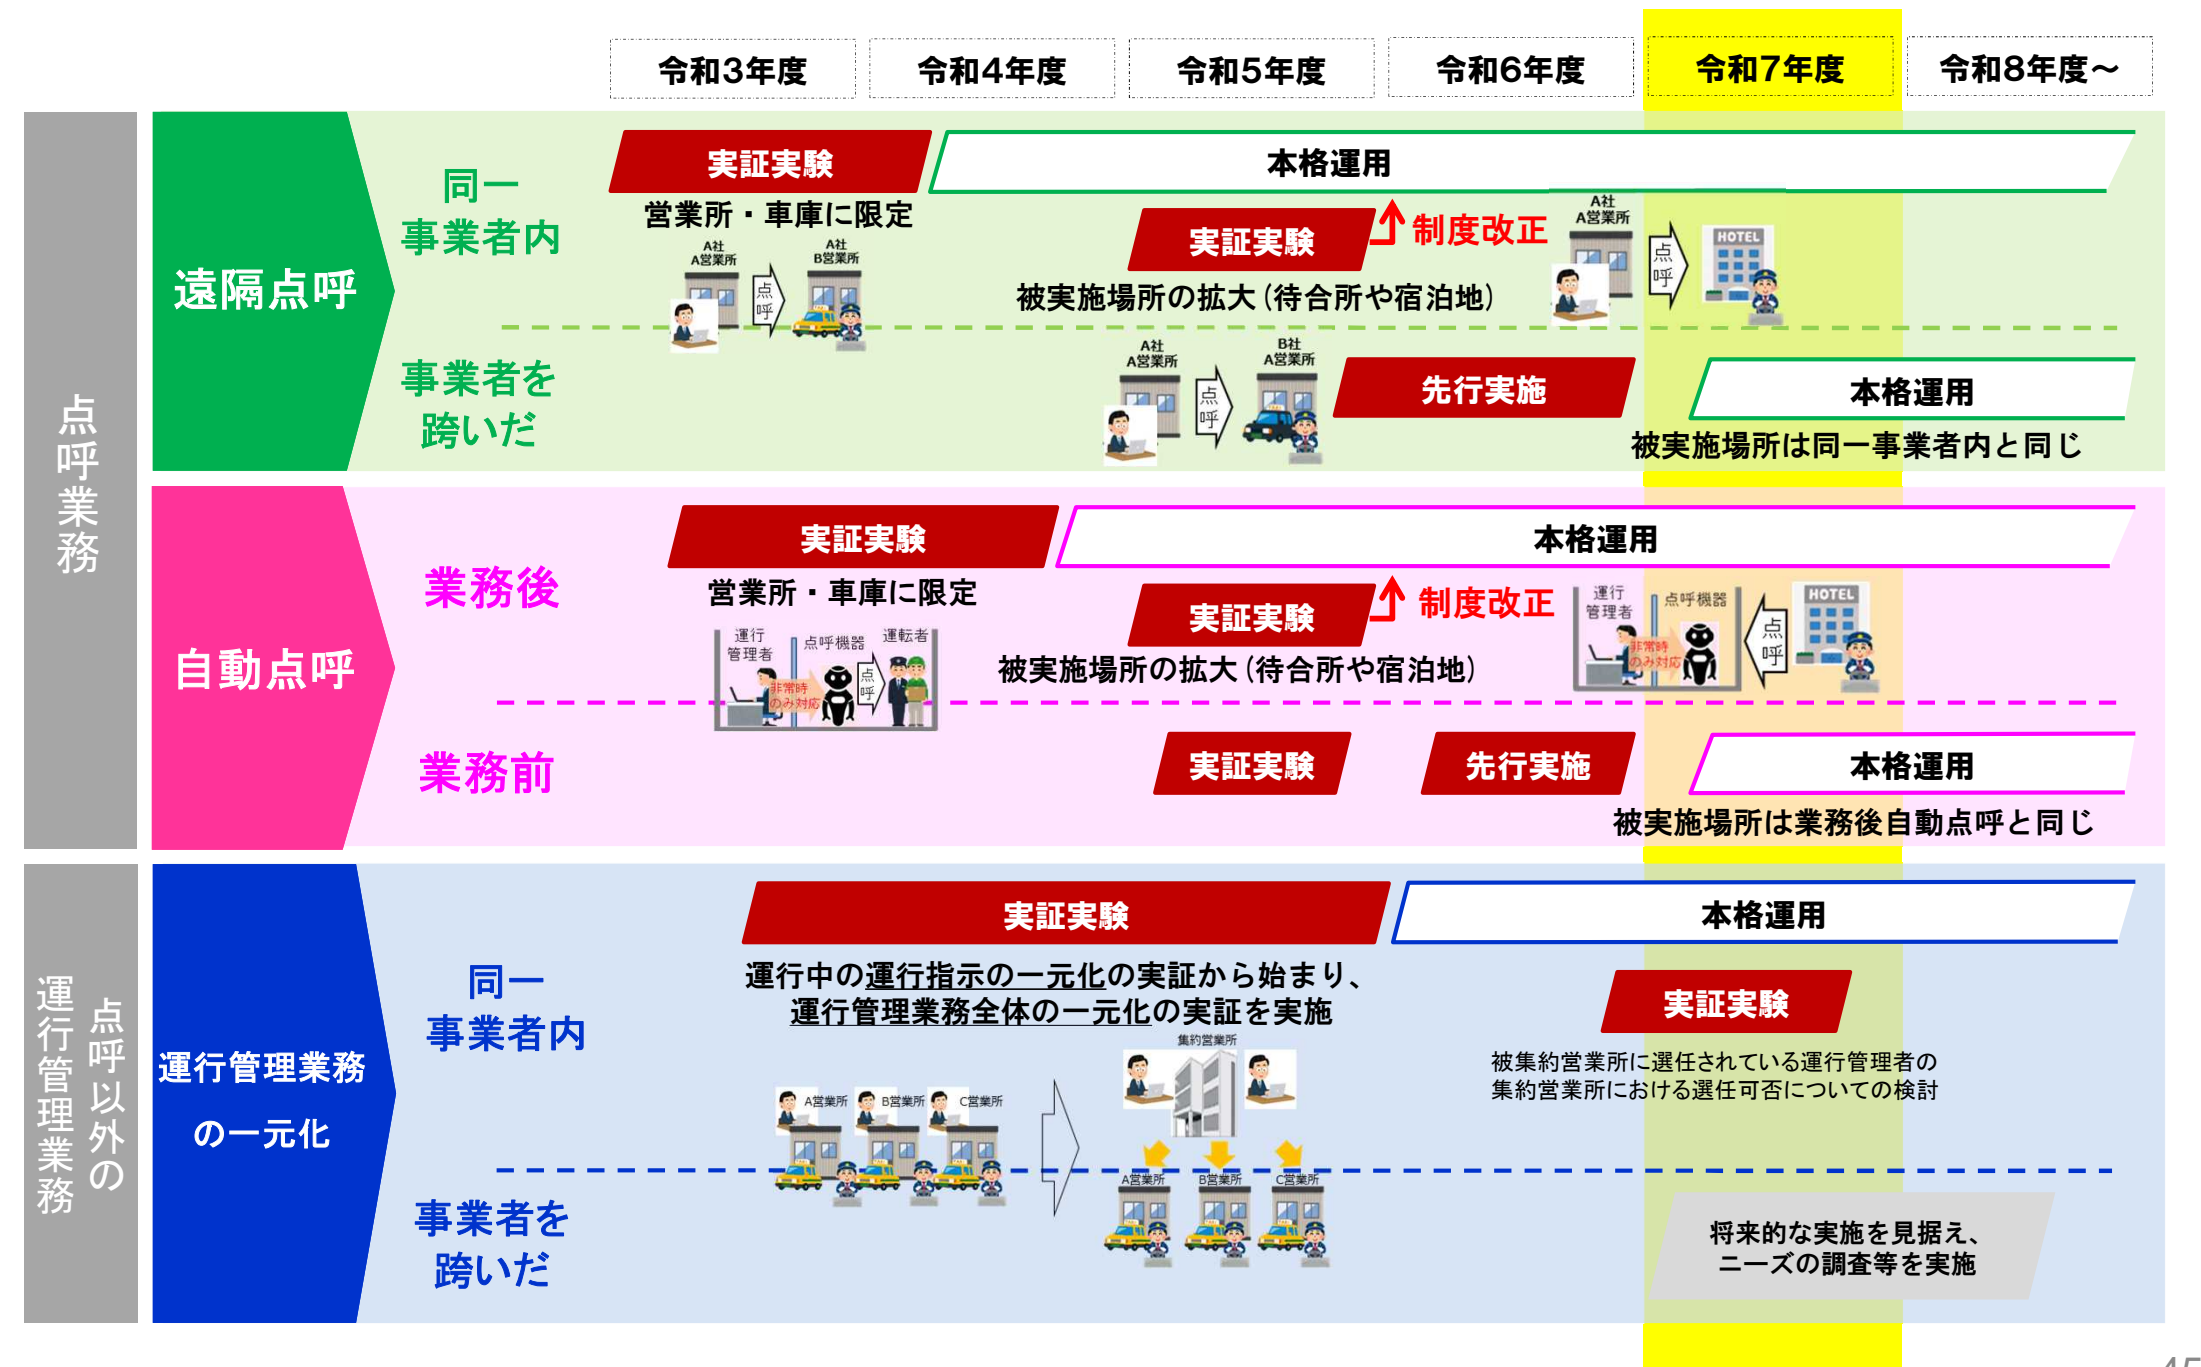 令和3年度
令和4年度
令和5年度
令和6年度
令和7年度
令和8年度～
点呼業務
遠隔点呼
同一
事業者内
実証実験
本格運用
営業所・車庫に限定
A社
A営業所
点呼
A社
B営業所
実証実験
制度改正
被実施場所の拡大(待合所や宿泊地)
A社
A営業所
点呼
HOTEL
事業者を
跨いだ
A社
A営業所
点呼
B社
A営業所
先行実施
本格運用
被実施場所は同一事業者内と同じ
自動点呼
業務後
実証実験
本格運用
営業所・車庫に限定
運行
管理者
点呼機器
運転者
非常時
のみ対応
点呼
実証実験
制度改正
被実施場所の拡大(待合所や宿泊地)
運行
管理者
点呼機器
非常時
のみ対応
点呼
HOTEL
業務前
実証実験
先行実施
本格運用
被実施場所は業務後自動点呼と同じ
点呼以外の
運行管理業務
運行管理業務
の一元化
同一
事業者内
実証実験
本格運用
運行中の運行指示の一元化の実証から始まり、
運行管理業務全体の一元化の実証を実施
実証実験
被集約営業所に選任されている運行管理者の
集約営業所における選任可否についての検討
A営業所
B営業所
C営業所
集約営業所
A営業所
B営業所
C営業所
事業者を
跨いだ
将来的な実施を見据え、
ニーズの調査等を実施